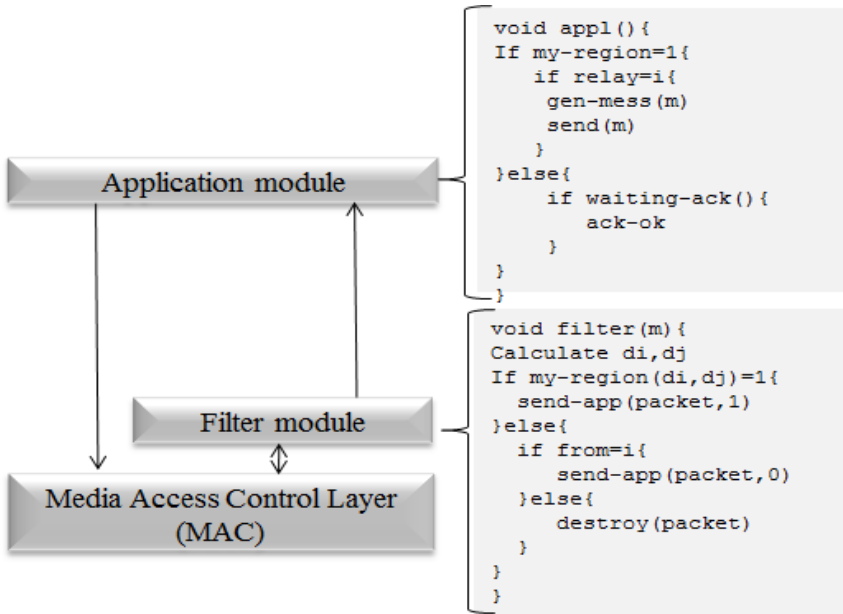 void appl(){
If my-region=1{
if relay=i{
gen-mess(m)
send(m)
}
}else{
if waiting-ack(){
ack-ok
}
}
}
Application module
void filter(m){
Calculate di,dj
If my-region(di,dj)=1{
send-app(packet,1)
}else{
if from=i{
send-app(packet,0)
}else{
destroy(packet)
}
}
}
Filter module
Media Access Control Layer
(MAC)